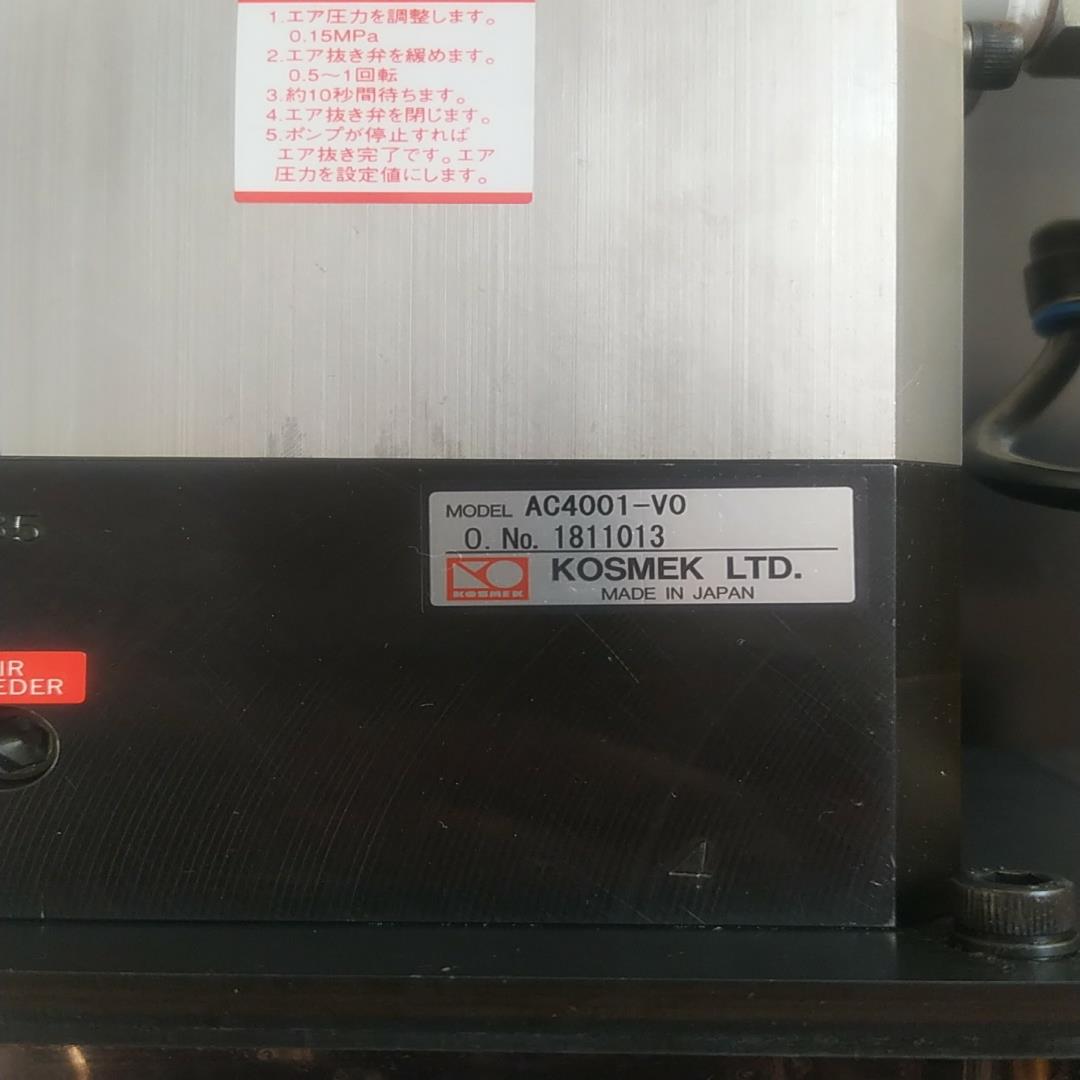 1.エア圧力を調整します。
0.15MPa
2.エア抜き弁を緩めます。
0.5～1回転
3.約10秒間待ちます。
4.エア抜き弁を閉じます。
5.ポンプが停止すれば
エア抜き完了です。エア
圧力を設定値にします。
MODEL AC4001-V0
O. No. 1811013
KOSMEK KOSMEK LTD.
MADE IN JAPAN
4